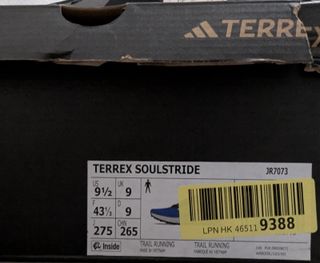 TERREX
TERREX SOULSTRIDE JR7073
US 9½ UK 9
F 43⅓ D 9
J 275 CHN 265
Inside TRAIL RUNNING TRAIL RUNNING
MADE IN VIETNAM FABRIQUÉ AU VIETNAM
LPN HK 46511 9388